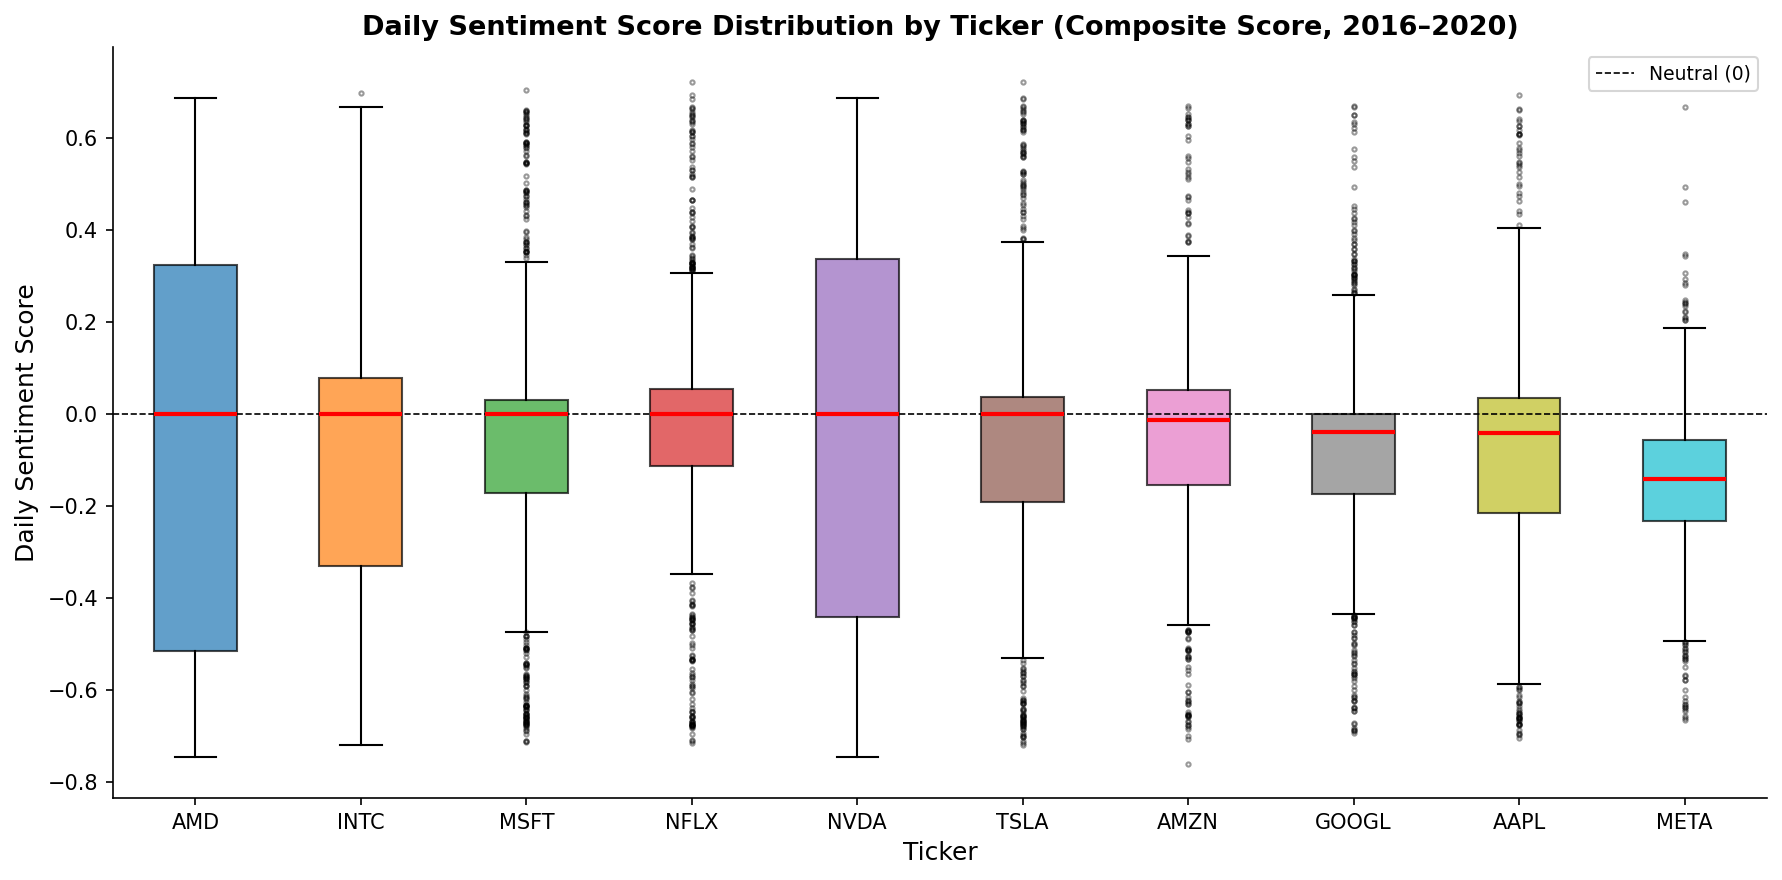 Daily Sentiment Score Distribution by Ticker (Composite Score, 2016–2020)
Neutral (0)
Daily Sentiment Score
0.6
0.4
0.2
0.0
−0.2
−0.4
−0.6
−0.8
AMD INTC MSFT NFLX NVDA TSLA AMZN GOOGL AAPL META
Ticker